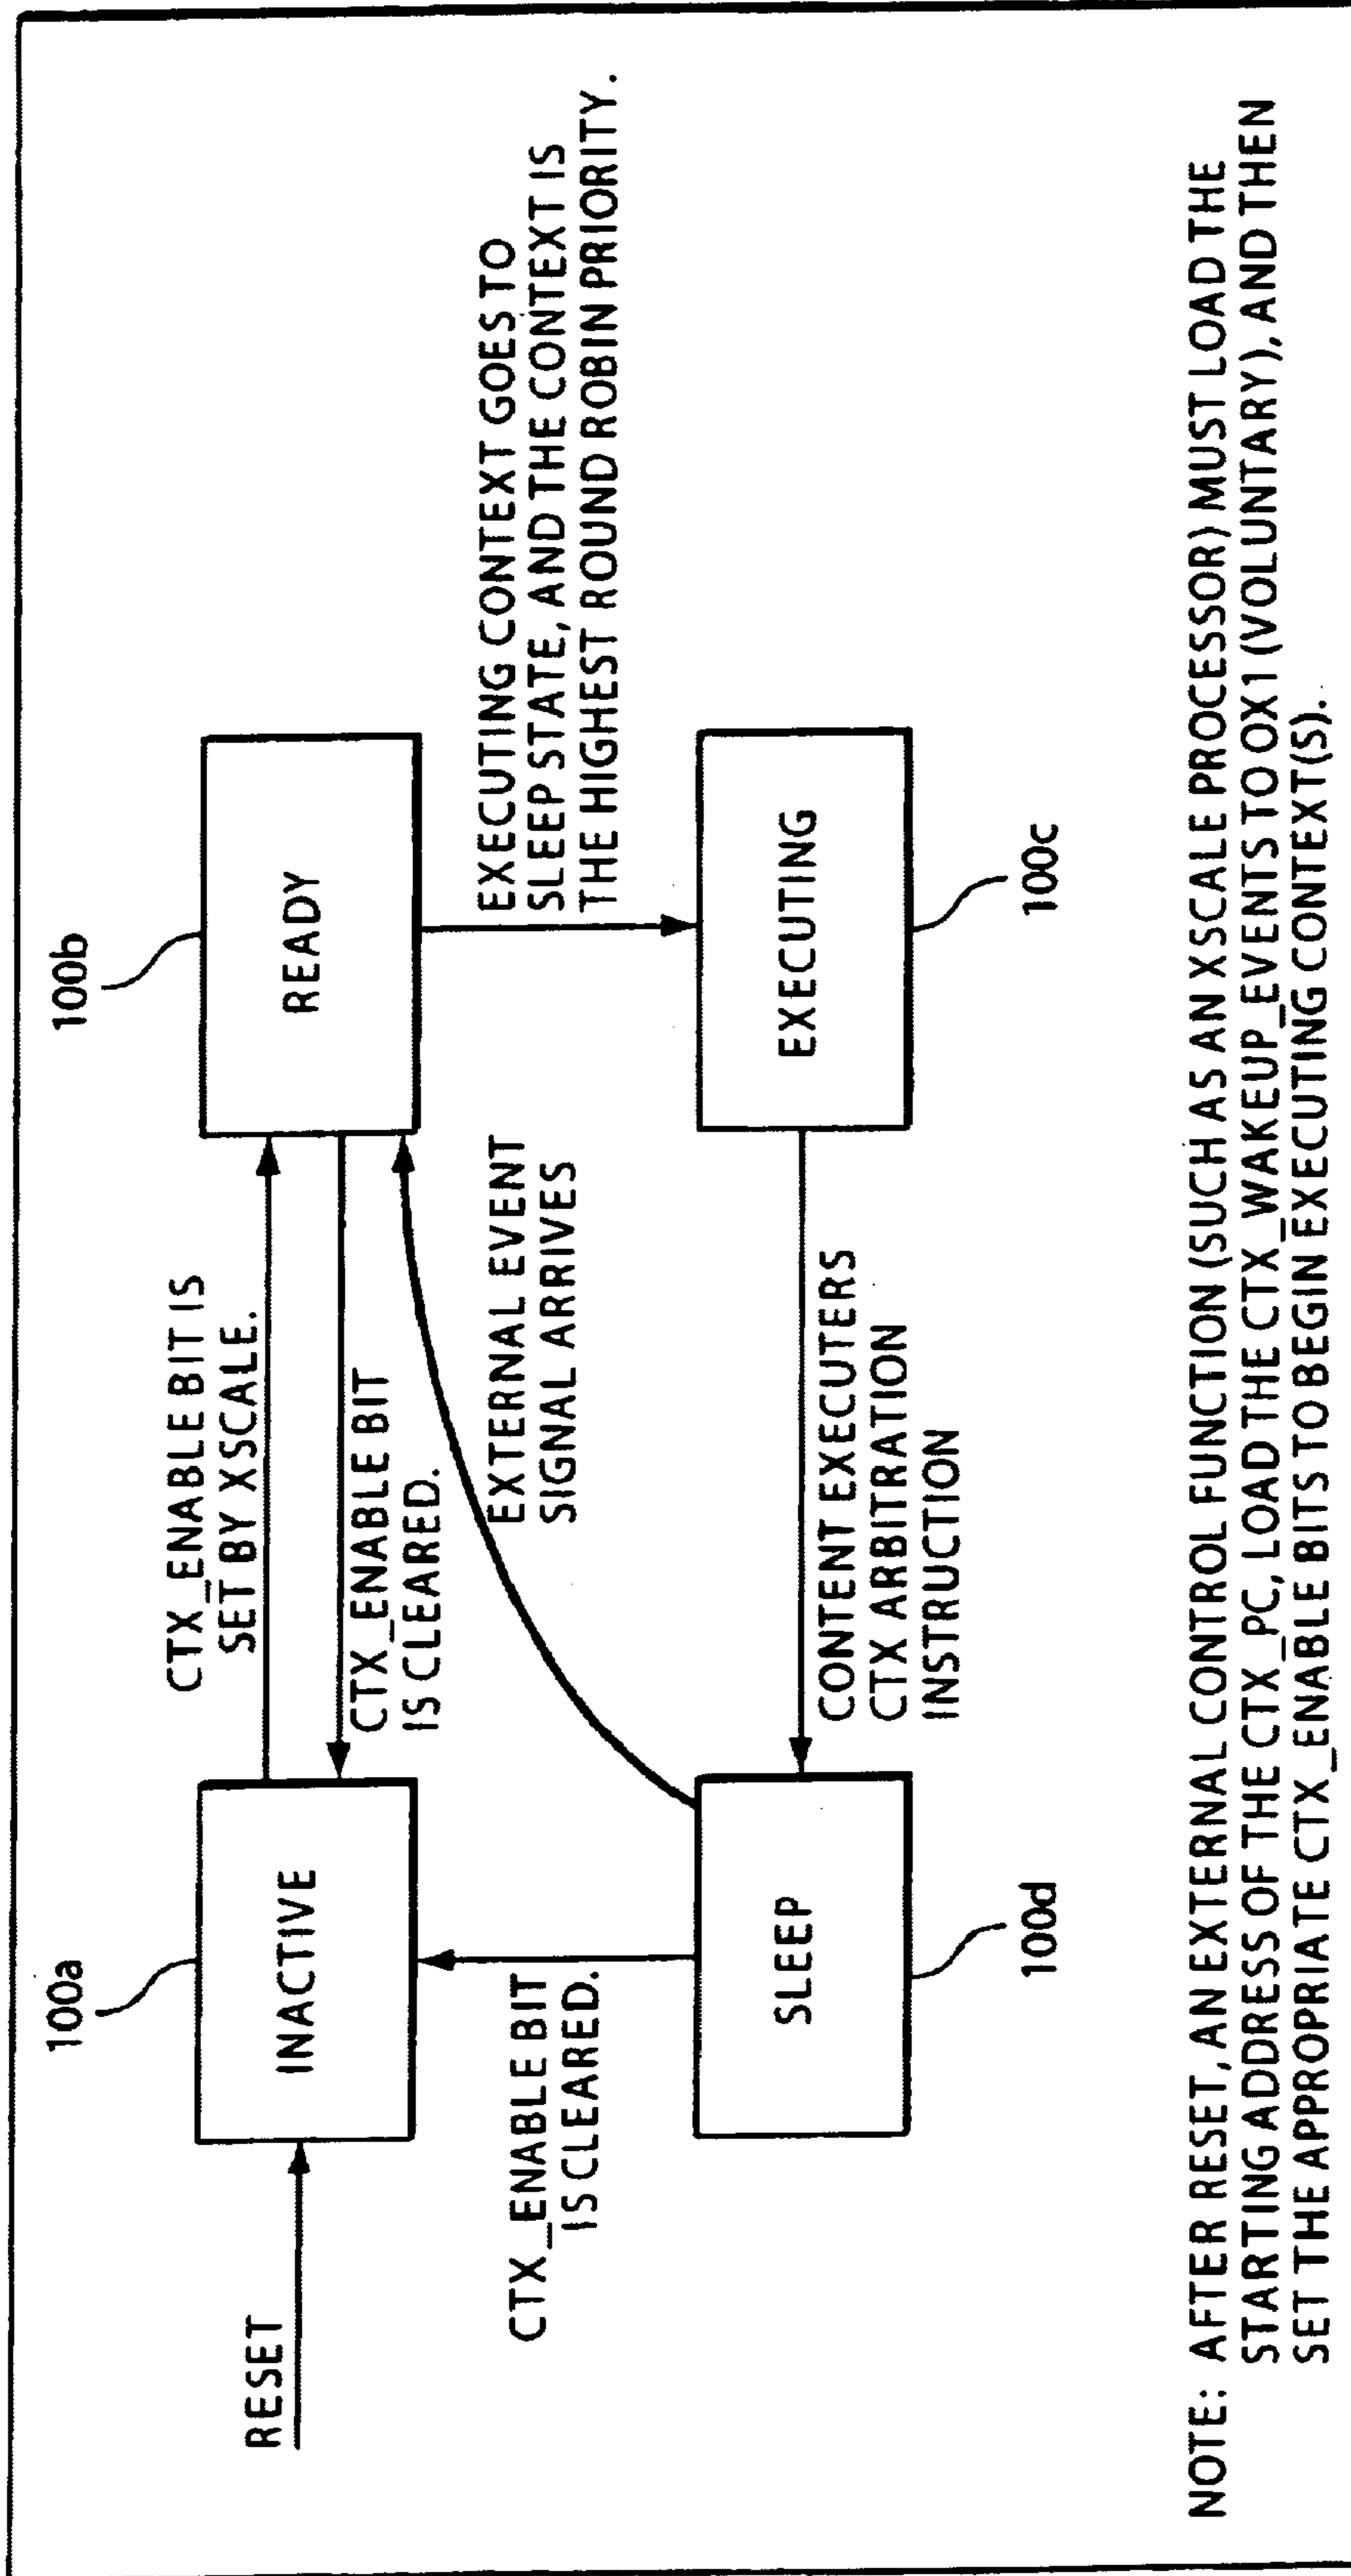 100a
100b
RESET
INACTIVE
CTX_ENABLE BIT IS
SET BY XSCALE.
READY
CTX_ENABLE BIT
IS CLEARED.
EXTERNAL EVENT
SIGNAL ARRIVES
EXECUTING CONTEXT GOES TO
SLEEP STATE, AND THE CONTEXT IS
THE HIGHEST ROUND ROBIN PRIORITY.
CTX_ENABLE BIT
IS CLEARED.
SLEEP
EXECUTING
CONTENT EXECUTERS
CTX ARBITRATION
INSTRUCTION
100d
100c
NOTE: AFTER RESET, AN EXTERNAL CONTROL FUNCTION (SUCH AS AN XSCALE PROCESSOR) MUST LOAD THE
STARTING ADDRESS OF THE CTX_PC, LOAD THE CTX_WAKEUP_EVENTS TO OX1 (VOLUNTARY), AND THEN
SET THE APPROPRIATE CTX_ENABLE BITS TO BEGIN EXECUTING CONTEXT(S).